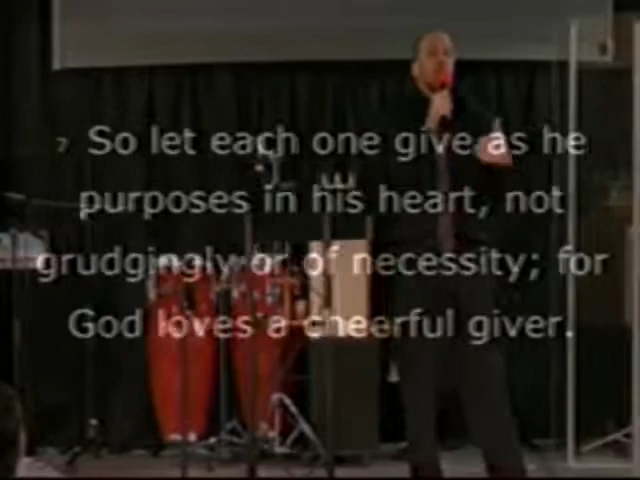 7 So let each one give as he
purposes in his heart, not
grudgingly or of necessity; for
God loves a cheerful giver.